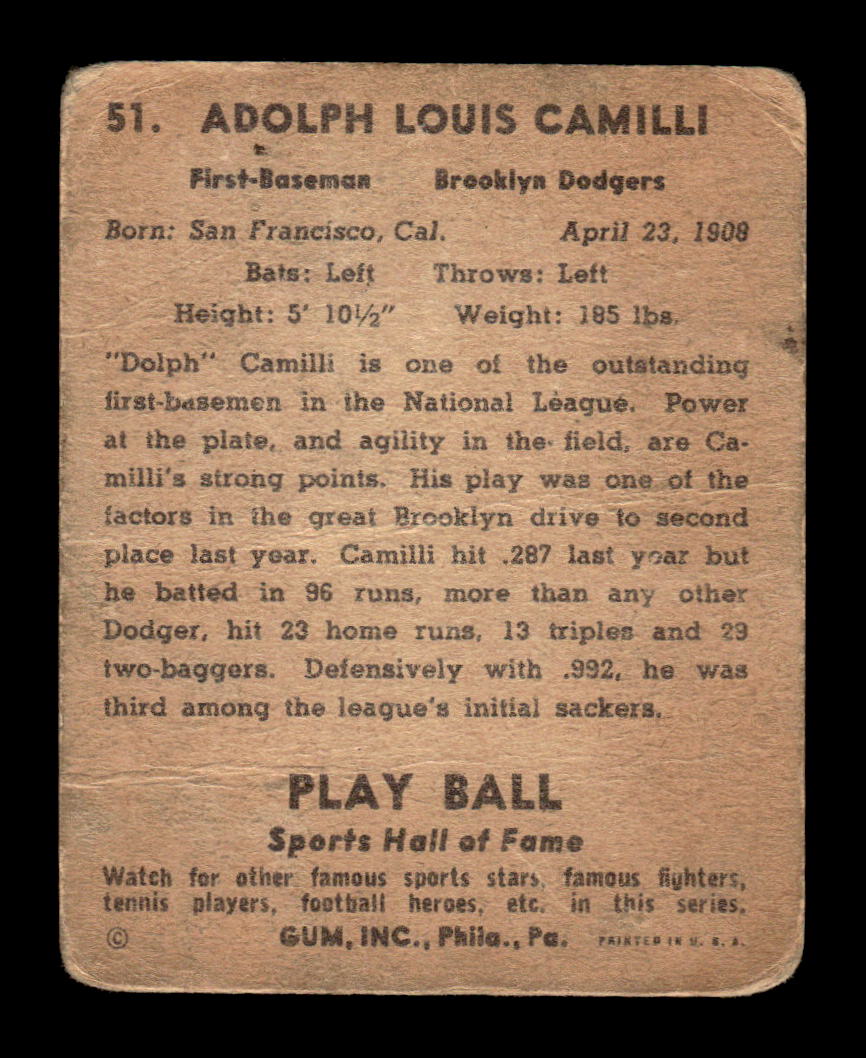 51. ADOLPH LOUIS CAMILLI
First-Baseman Brooklyn Dodgers
Born: San Francisco, Cal. April 23, 1908
Bats: Left Throws: Left
Height: 5' 10½" Weight: 185 lbs.
"Dolph" Camilli is one of the outstanding
first-basemen in the National League. Power
at the plate, and agility in the field, are Ca-
milli's strong points. His play was one of the
factors in the great Brooklyn drive to second
place last year. Camilli hit .287 last year but
he batted in 96 runs, more than any other
Dodger, hit 23 home runs, 13 triples and 29
two-baggers. Defensively with .992, he was
third among the league's initial sackers.
PLAY BALL
Sports Hall of Fame
Watch for other famous sports stars, famous fighters,
tennis players, football heroes, etc. in this series.
© GUM, INC., Phila., Pa. PRINTED IN U. S. A.